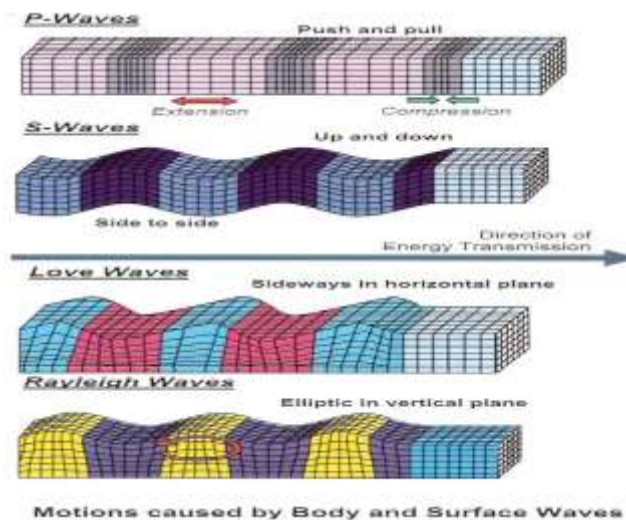 P-Waves
Push and pull
Extension
Compression
S-Waves
Up and down
Side to side
Direction of
Energy Transmission
Love Waves
Sideways in horizontal plane
Rayleigh Waves
Elliptic in vertical plane
Motions caused by Body and Surface Waves